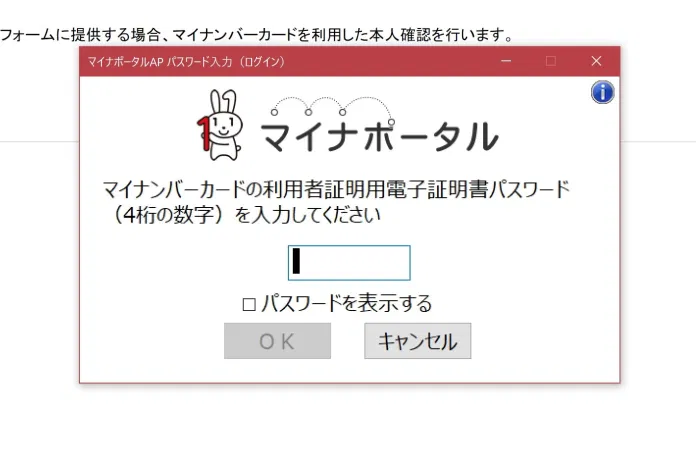 フォームに提供する場合、マイナンバーカードを利用した本人確認を行います。
マイナポータルAP パスワード入力（ログイン）
1
マイナポータル
マイナンバーカードの利用者証明用電子証明書パスワード
（4桁の数字）を入力してください
パスワードを表示する
ＯＫ
キャンセル